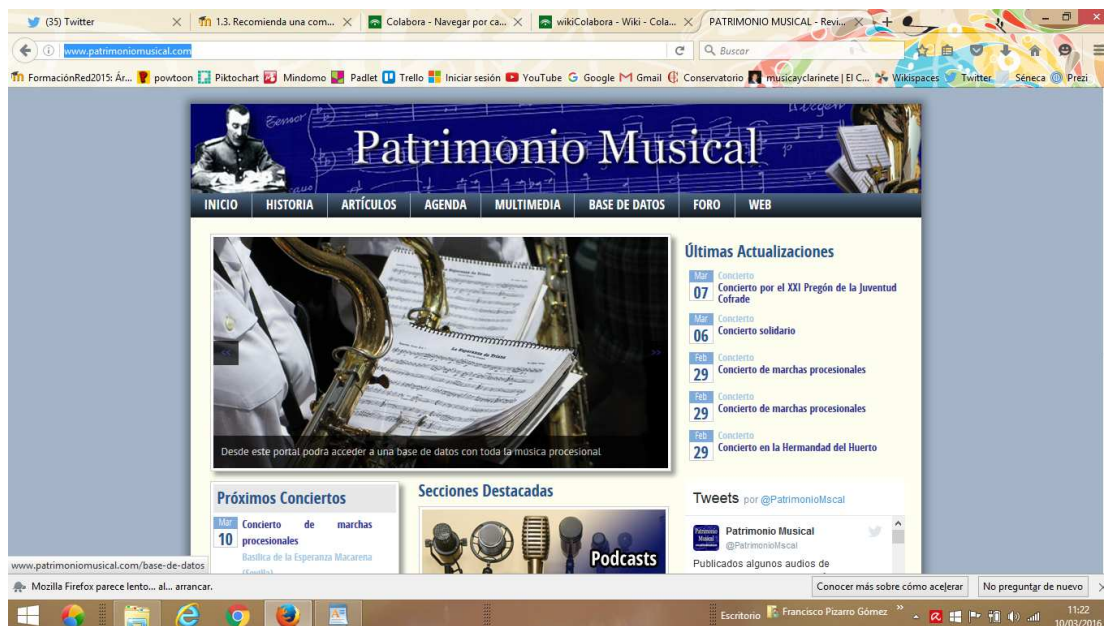 (35) Twitter
1.3. Recomienda una com...
Colabora - Navegar por ca...
wikiColabora - Wiki - Cola...
PATRIMONIO MUSICAL - Revi...
www.patrimoniomusical.com
Buscar
FormaciónRed2015: Ár... powtoon Piktochart Mindomo Padlet Trello Iniciar sesión YouTube Google Gmail Conservatorio musicayclarinete | El C... Wikispaces Twitter Séneca Prezi
Patrimonio Musical
INICIO HISTORIA ARTÍCULOS AGENDA MULTIMEDIA BASE DE DATOS FORO WEB
La Esperanza de Triana
<<
>>
Desde este portal podrá acceder a una base de datos con toda la música procesional
Últimas Actualizaciones
Mar 07
Concierto
Concierto por el XXI Pregón de la Juventud
Cofrade
Mar 06
Concierto
Concierto solidario
Feb 29
Concierto
Concierto de marchas procesionales
Feb 29
Concierto
Concierto de marchas procesionales
Feb 29
Concierto
Concierto en la Hermandad del Huerto
Próximos Conciertos
Mar 10
Concierto de marchas
procesionales
Basílica de la Esperanza Macarena
(Sevilla)
Secciones Destacadas
Podcasts
Tweets por @PatrimonioMscal
Patrimonio Musical
@PatrimonioMscal
Publicados algunos audios de
www.patrimoniomusical.com/base-de-datos
Mozilla Firefox parece lento... al... arrancar.
Conocer más sobre cómo acelerar
No preguntar de nuevo
Escritorio
Francisco Pizarro Gómez
11:22
10/03/2016